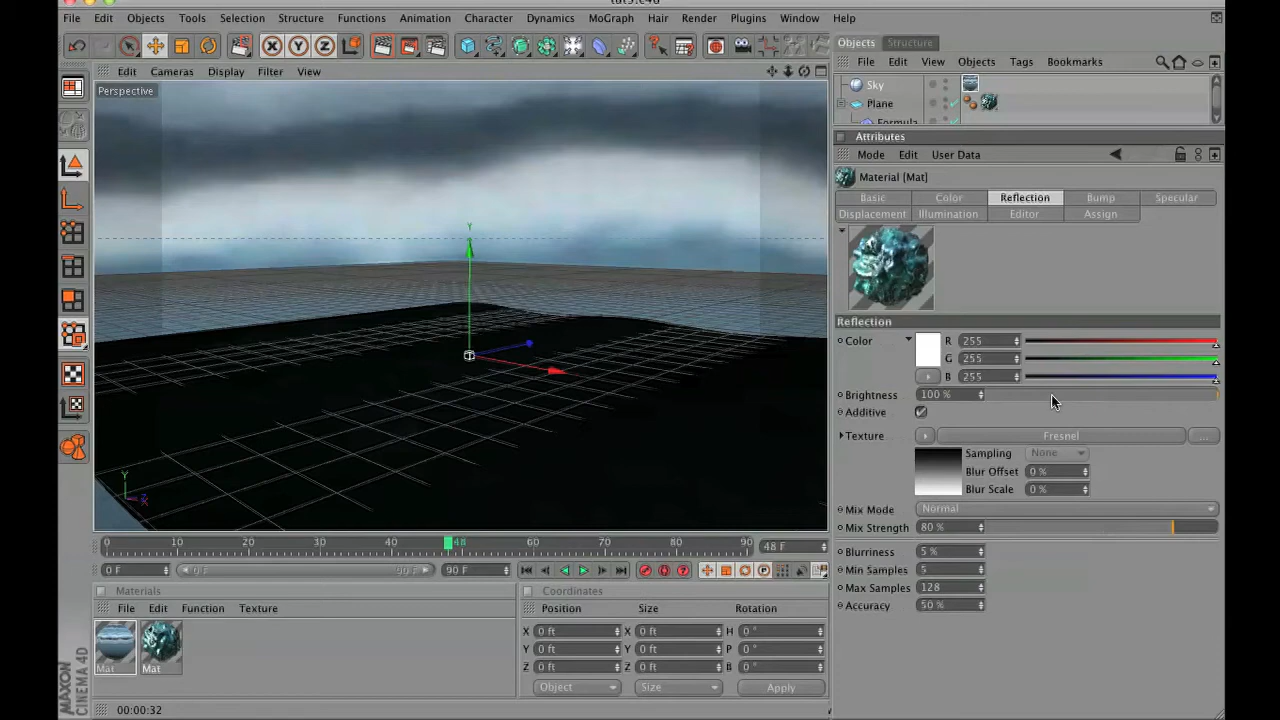 File Edit Objects Tools Selection Structure Functions Animation Character Dynamics MoGraph Hair Render Plugins Window Help
Objects Structure
File Edit View Objects Tags Bookmarks
Edit Cameras Display Filter View
Perspective
Sky
Plane
Formula
Attributes
Mode Edit User Data
Material [Mat]
Basic Color Reflection Bump Specular
Displacement Illumination Editor Assign
Reflection
Color R 255
G 255
B 255
Brightness 100 %
Additive
Texture Fresnel ...
Sampling None
Blur Offset 0 %
Blur Scale 0 %
Mix Mode Normal
Mix Strength 80 %
Blurriness 5 %
Min Samples 5
Max Samples 128
Accuracy 50 %
Y
Y
Z
X
0 10 20 30 40 48 60 70 80 90 48 F
0 F 0 F 90 F 90 F
Materials
File Edit Function Texture
Mat Mat
Coordinates
Position Size Rotation
X 0 ft X 0 ft H 0 °
Y 0 ft Y 0 ft P 0 °
Z 0 ft Z 0 ft B 0 °
Object Size Apply
MAXON
CINEMA 4D
00:00:32